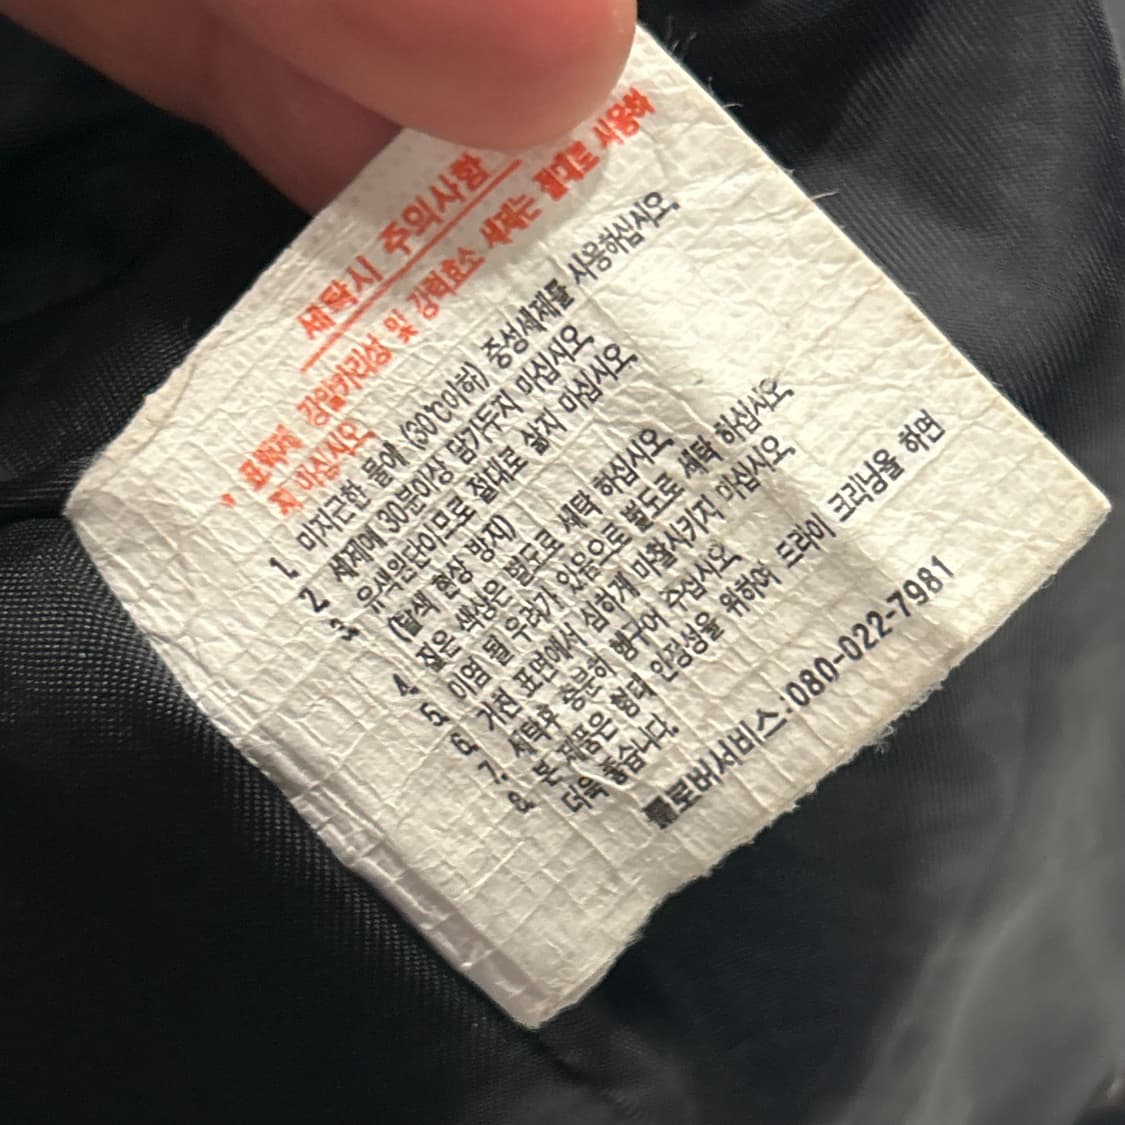 세탁시 주의사항
* 표백제 강알카리성 및 강력효소 세제는 절대로 사용하
지 마십시오
1. 미지근한 물에 (30℃이하) 중성세제를 사용하십시오
2. 세제에 30분이상 담가두지 마십시오
3. 유색원단이므로 절대로 삶지 마십시오
(탈색 현상 방지)
4. 짙은 색상은 별도로 세탁 하십시오
5. 이염 될 우려가 있음으로 별도로 세탁 하십시오
6. 거친 표면에서 심하게 마찰시키지 마십시오
7. 세탁후 충분히 헹구어 주십시오
8. 본 제품은 형태 안정성을 위하여 드라이 크리닝을 하면
더욱 좋습니다.
클로버서비스:080-022-7981